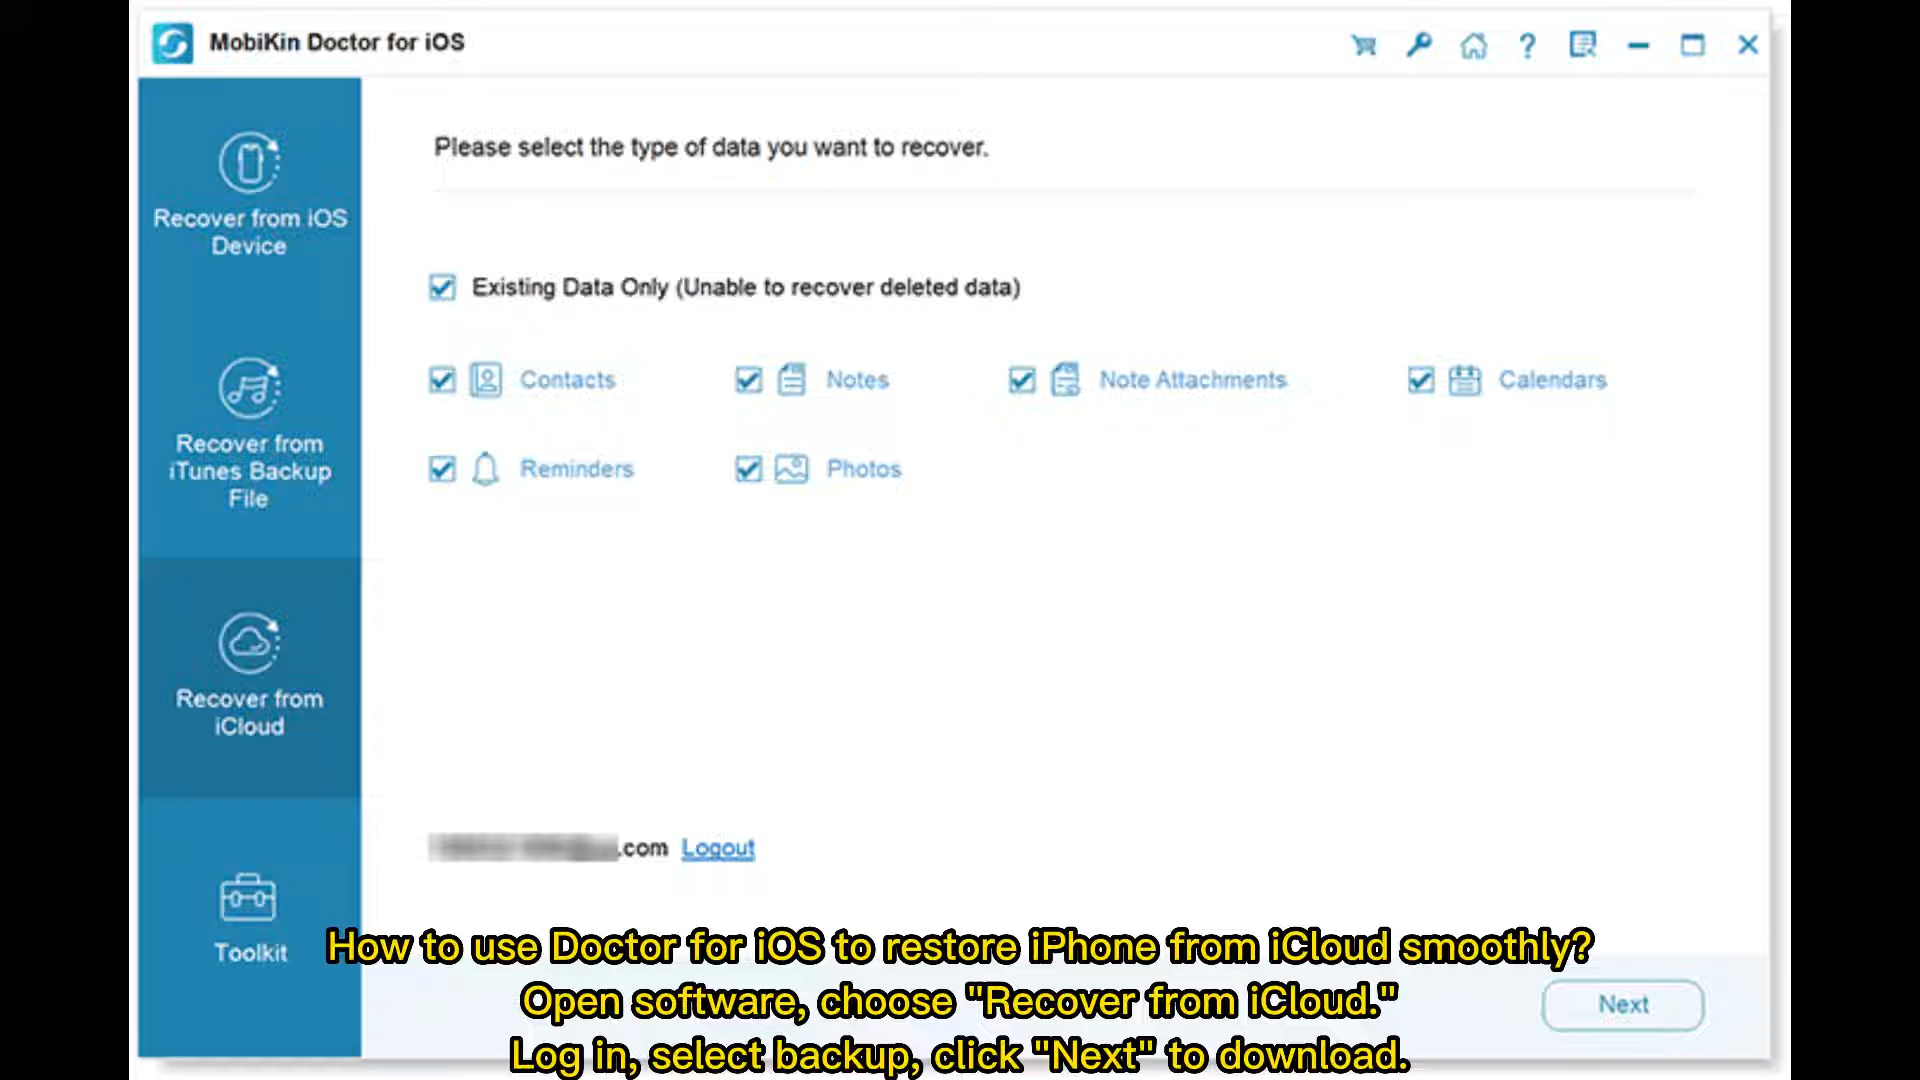 MobiKin Doctor for iOS
Recover from iOS
Device
Recover from
iTunes Backup
File
Recover from
iCloud
Toolkit
Please select the type of data you want to recover.
Existing Data Only (Unable to recover deleted data)
Contacts
Notes
Note Attachments
Calendars
Reminders
Photos
.com Logout
Next
How to use Doctor for iOS to restore iPhone from iCloud smoothly?
Open software, choose "Recover from iCloud."
Log in, select backup, click "Next" to download.